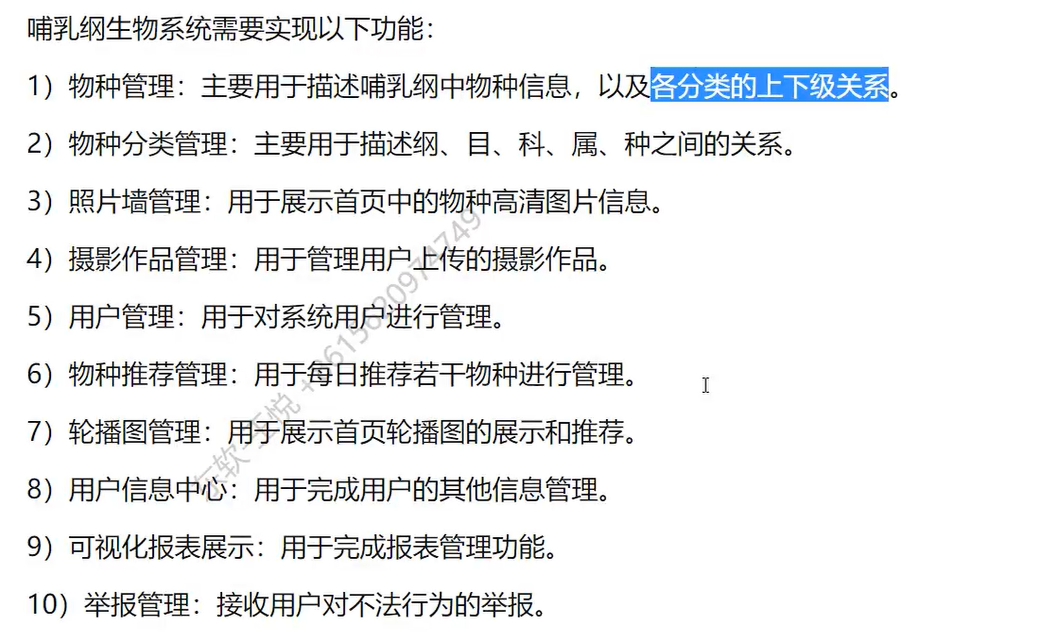 哺乳纲生物系统需要实现以下功能：
1）物种管理：主要用于描述哺乳纲中物种信息，以及各分类的上下级关系。
2）物种分类管理：主要用于描述纲、目、科、属、种之间的关系。
3）照片墙管理：用于展示首页中的物种高清图片信息。
4）摄影作品管理：用于管理用户上传的摄影作品。
5）用户管理：用于对系统用户进行管理。
6）物种推荐管理：用于每日推荐若干物种进行管理。
7）轮播图管理：用于展示首页轮播图的展示和推荐。
8）用户信息中心：用于完成用户的其他信息管理。
9）可视化报表展示：用于完成报表管理功能。
10）举报管理：接收用户对不法行为的举报。